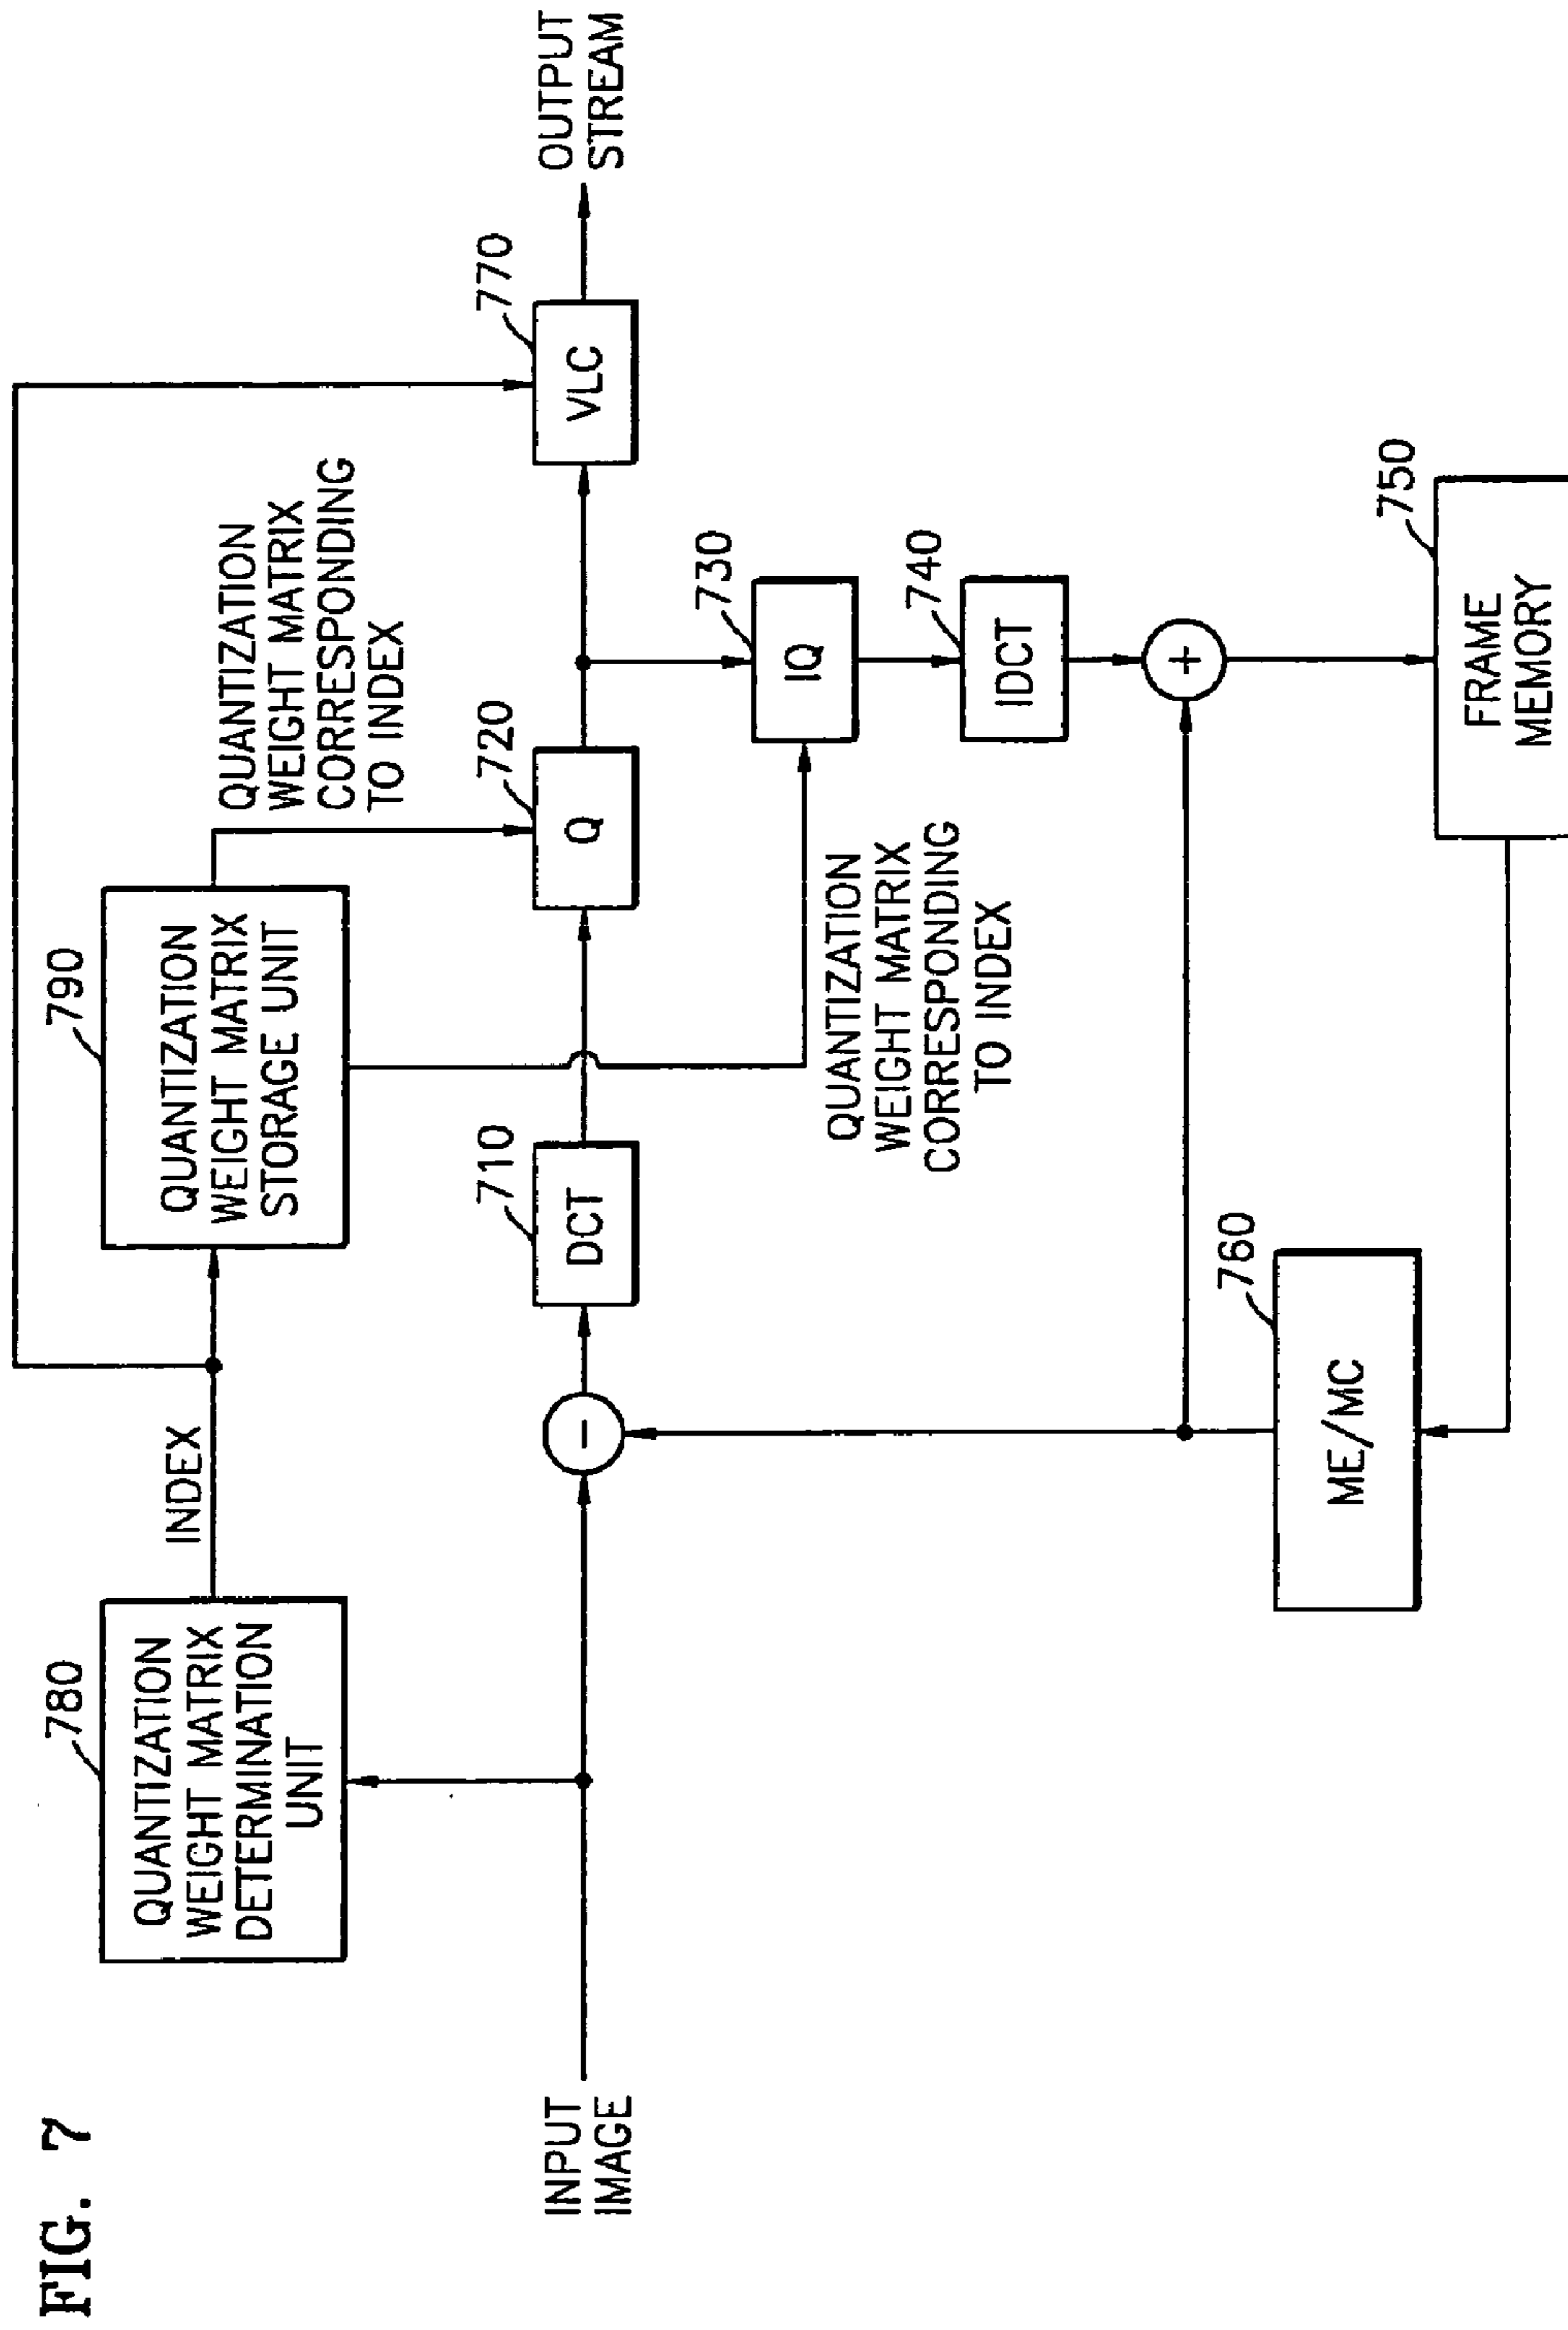 FIG. 7
780
QUANTIZATION
WEIGHT MATRIX
DETERMINATION
UNIT
INDEX
790
QUANTIZATION
WEIGHT MATRIX
STORAGE UNIT
QUANTIZATION
WEIGHT MATRIX
CORRESPONDING
TO INDEX
INPUT
IMAGE
-
710
DCT
720
Q
770
VLC
OUTPUT
STREAM
730
IQ
QUANTIZATION
WEIGHT MATRIX
CORRESPONDING
TO INDEX
740
IDCT
+
760
ME/MC
750
FRAME
MEMORY